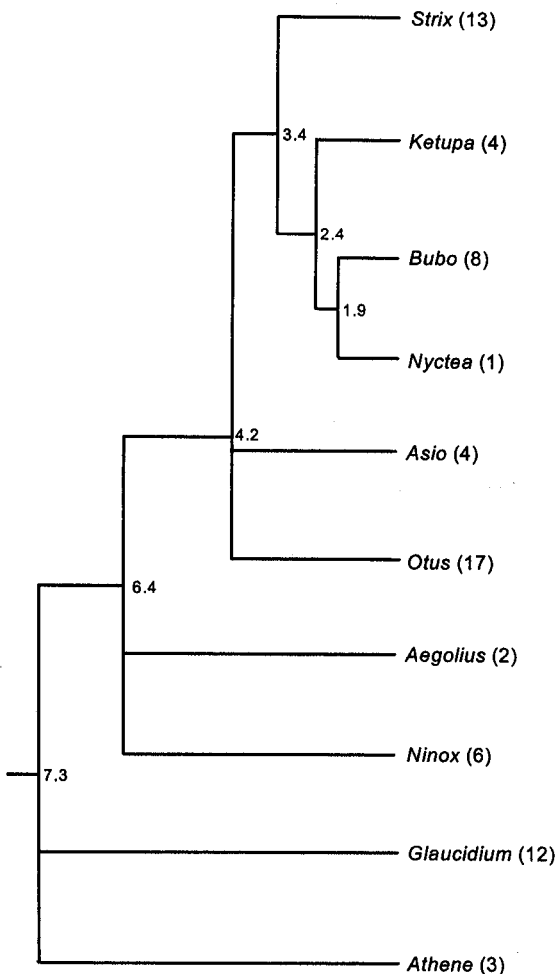 Strix (13)
3.4
Ketupa (4)
2.4
Bubo (8)
1.9
Nyctea (1)
4.2
Asio (4)
Otus (17)
6.4
Aegolius (2)
Ninox (6)
7.3
Glaucidium (12)
Athene (3)